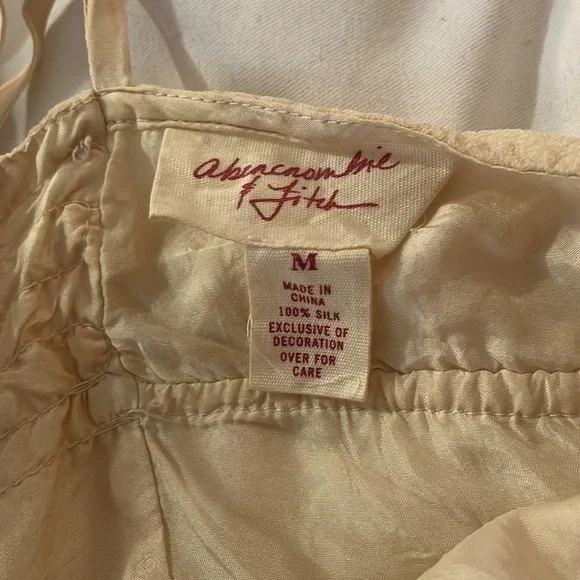 abercrombie
& Fitch
M
MADE IN
CHINA
100% SILK
EXCLUSIVE OF
DECORATION
OVER FOR
CARE